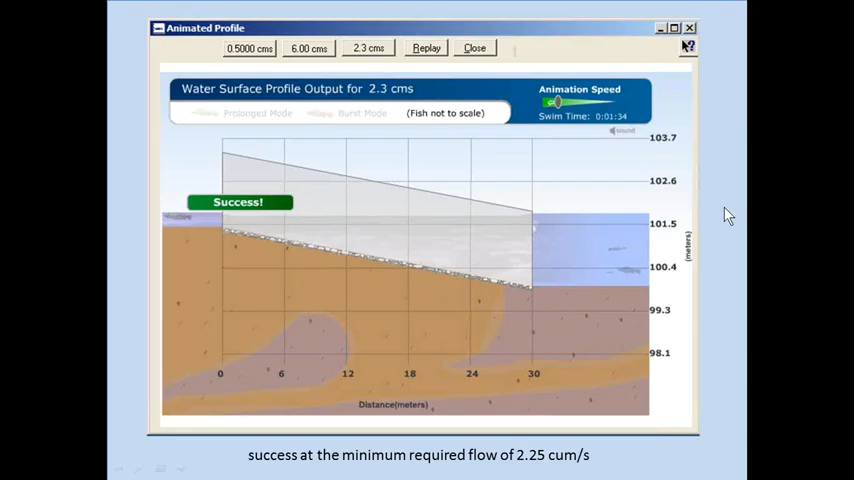 Animated Profile
0.5000 cms 6.00 cms 2.3 cms Replay Close
Water Surface Profile Output for 2.3 cms
Animation Speed
Prolonged Mode Burst Mode (Fish not to scale)
Swim Time: 0:01:34
sound
103.7
102.6
Success!
101.5
(meters)
100.4
99.3
98.1
0 6 12 18 24 30
Distance(meters)
success at the minimum required flow of 2.25 cum/s